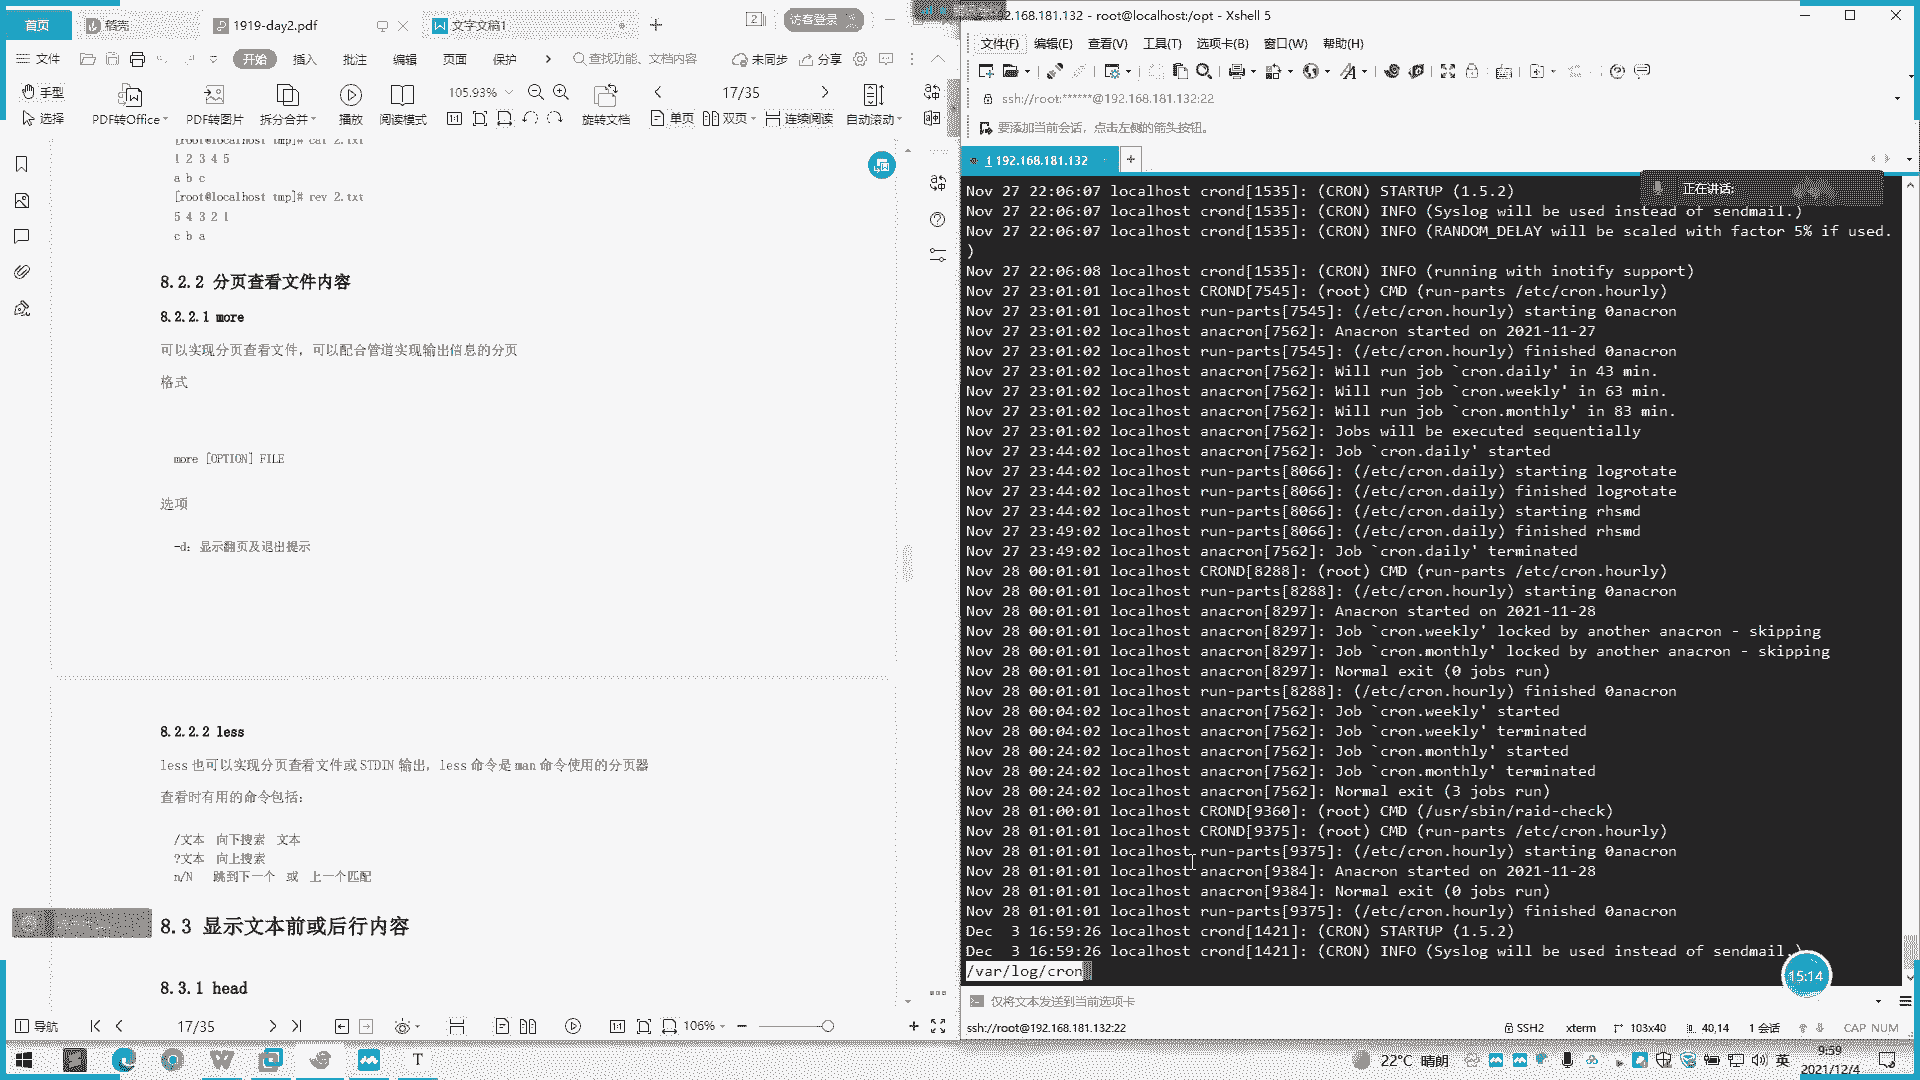 首页
稻壳
1919-day2.pdf
文字文稿1
访客登录
文件
开始
插入
批注
编辑
页面
保护
查找功能、文档内容
未同步
分享
手型
选择
PDF转Office
PDF转图片
拆分合并
播放
阅读模式
105.93%
旋转文档
17/35
单页
双页
连续阅读
自动滚动
[root@localhost tmp]# cat 2.txt
1 2 3 4 5
a b c
[root@localhost tmp]# rev 2.txt
5 4 3 2 1
c b a
8.2.2 分页查看文件内容
8.2.2.1 more
可以实现分页查看文件，可以配合管道实现输出信息的分页
格式
more [OPTION] FILE
选项
-d: 显示翻页及退出提示
8.2.2.2 less
less 也可以实现分页查看文件或STDIN 输出，less 命令是man 命令使用的分页器
查看时有用的命令包括：
/文本 向下搜索 文本
?文本 向上搜索
n/N 跳到下一个 或 上一个匹配
8.3 显示文本前或后行内容
8.3.1 head
导航
17/35
106%
192.168.181.132 - root@localhost:/opt - Xshell 5
文件(F) 编辑(E) 查看(V) 工具(T) 选项卡(B) 窗口(W) 帮助(H)
ssh://root:******@192.168.181.132:22
要添加当前会话，点击左侧的箭头按钮。
1 192.168.181.132
正在讲话:
Nov 27 22:06:07 localhost crond[1535]: (CRON) STARTUP (1.5.2)
Nov 27 22:06:07 localhost crond[1535]: (CRON) INFO (Syslog will be used instead of sendmail.)
Nov 27 22:06:07 localhost crond[1535]: (CRON) INFO (RANDOM_DELAY will be scaled with factor 5% if used.
)
Nov 27 22:06:08 localhost crond[1535]: (CRON) INFO (running with inotify support)
Nov 27 23:01:01 localhost CROND[7545]: (root) CMD (run-parts /etc/cron.hourly)
Nov 27 23:01:01 localhost run-parts[7545]: (/etc/cron.hourly) starting 0anacron
Nov 27 23:01:02 localhost anacron[7562]: Anacron started on 2021-11-27
Nov 27 23:01:02 localhost run-parts[7545]: (/etc/cron.hourly) finished 0anacron
Nov 27 23:01:02 localhost anacron[7562]: Will run job `cron.daily' in 43 min.
Nov 27 23:01:02 localhost anacron[7562]: Will run job `cron.weekly' in 63 min.
Nov 27 23:01:02 localhost anacron[7562]: Will run job `cron.monthly' in 83 min.
Nov 27 23:01:02 localhost anacron[7562]: Jobs will be executed sequentially
Nov 27 23:44:02 localhost anacron[7562]: Job `cron.daily' started
Nov 27 23:44:02 localhost run-parts[8066]: (/etc/cron.daily) starting logrotate
Nov 27 23:44:02 localhost run-parts[8066]: (/etc/cron.daily) finished logrotate
Nov 27 23:44:02 localhost run-parts[8066]: (/etc/cron.daily) starting rhsmd
Nov 27 23:49:02 localhost run-parts[8066]: (/etc/cron.daily) finished rhsmd
Nov 27 23:49:02 localhost anacron[7562]: Job `cron.daily' terminated
Nov 28 00:01:01 localhost CROND[8288]: (root) CMD (run-parts /etc/cron.hourly)
Nov 28 00:01:01 localhost run-parts[8288]: (/etc/cron.hourly) starting 0anacron
Nov 28 00:01:01 localhost anacron[8297]: Anacron started on 2021-11-28
Nov 28 00:01:01 localhost anacron[8297]: Job `cron.weekly' locked by another anacron - skipping
Nov 28 00:01:01 localhost anacron[8297]: Job `cron.monthly' locked by another anacron - skipping
Nov 28 00:01:01 localhost anacron[8297]: Normal exit (0 jobs run)
Nov 28 00:01:01 localhost run-parts[8288]: (/etc/cron.hourly) finished 0anacron
Nov 28 00:04:02 localhost anacron[7562]: Job `cron.weekly' started
Nov 28 00:04:02 localhost anacron[7562]: Job `cron.weekly' terminated
Nov 28 00:24:02 localhost anacron[7562]: Job `cron.monthly' started
Nov 28 00:24:02 localhost anacron[7562]: Job `cron.monthly' terminated
Nov 28 00:24:02 localhost anacron[7562]: Normal exit (3 jobs run)
Nov 28 01:00:01 localhost CROND[9360]: (root) CMD (/usr/sbin/raid-check)
Nov 28 01:01:01 localhost CROND[9375]: (root) CMD (run-parts /etc/cron.hourly)
Nov 28 01:01:01 localhost run-parts[9375]: (/etc/cron.hourly) starting 0anacron
Nov 28 01:01:01 localhost anacron[9384]: Anacron started on 2021-11-28
Nov 28 01:01:01 localhost anacron[9384]: Normal exit (0 jobs run)
Nov 28 01:01:01 localhost run-parts[9375]: (/etc/cron.hourly) finished 0anacron
Dec  3 16:59:26 localhost crond[1421]: (CRON) STARTUP (1.5.2)
Dec  3 16:59:26 localhost crond[1421]: (CRON) INFO (Syslog will be used instead of sendmail.)
/var/log/cron
15:14
仅将文本发送到当前选项卡
ssh://root@192.168.181.132:22
SSH2
xterm
103x40
40,14
1 会话
CAP NUM
22°C 晴朗
英
9:59
2021/12/4